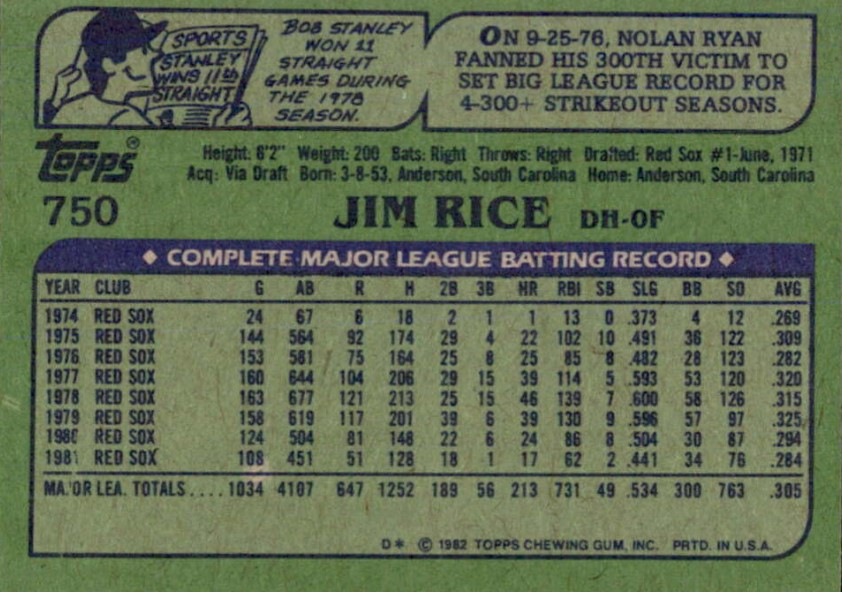 SPORTS
STANLEY
WINS 11th
STRAIGHT
BOB STANLEY
WON 11
STRAIGHT
GAMES DURING
THE 1978
SEASON.
ON 9-25-76, NOLAN RYAN
FANNED HIS 300TH VICTIM TO
SET BIG LEAGUE RECORD FOR
4-300+ STRIKEOUT SEASONS.
Topps®
Height: 6'2" Weight: 200 Bats: Right Throws: Right Drafted: Red Sox #1-June, 1971
Acq: Via Draft Born: 3-8-53, Anderson, South Carolina Home: Anderson, South Carolina
750 JIM RICE DH-OF
◆ COMPLETE MAJOR LEAGUE BATTING RECORD ◆
YEAR CLUB G AB R H 2B 3B HR RBI SB SLG BB SO AVG
1974 RED SOX 24 67 6 18 2 1 1 13 0 .373 4 12 .269
1975 RED SOX 144 564 92 174 29 4 22 102 10 .491 36 122 .309
1976 RED SOX 153 581 75 164 25 8 25 85 8 .482 28 123 .282
1977 RED SOX 160 644 104 206 29 15 39 114 5 .593 53 120 .320
1978 RED SOX 163 677 121 213 25 15 46 139 7 .600 58 126 .315
1979 RED SOX 158 619 117 201 39 6 39 130 9 .596 57 97 .325
1980 RED SOX 124 504 81 148 22 6 24 86 8 .504 30 87 .294
1981 RED SOX 108 451 51 128 18 1 17 62 2 .441 34 76 .284
MAJOR LEA. TOTALS .... 1034 4107 647 1252 189 56 213 731 49 .534 300 763 .305
D* © 1982 TOPPS CHEWING GUM, INC. PRTD. IN U.S.A.